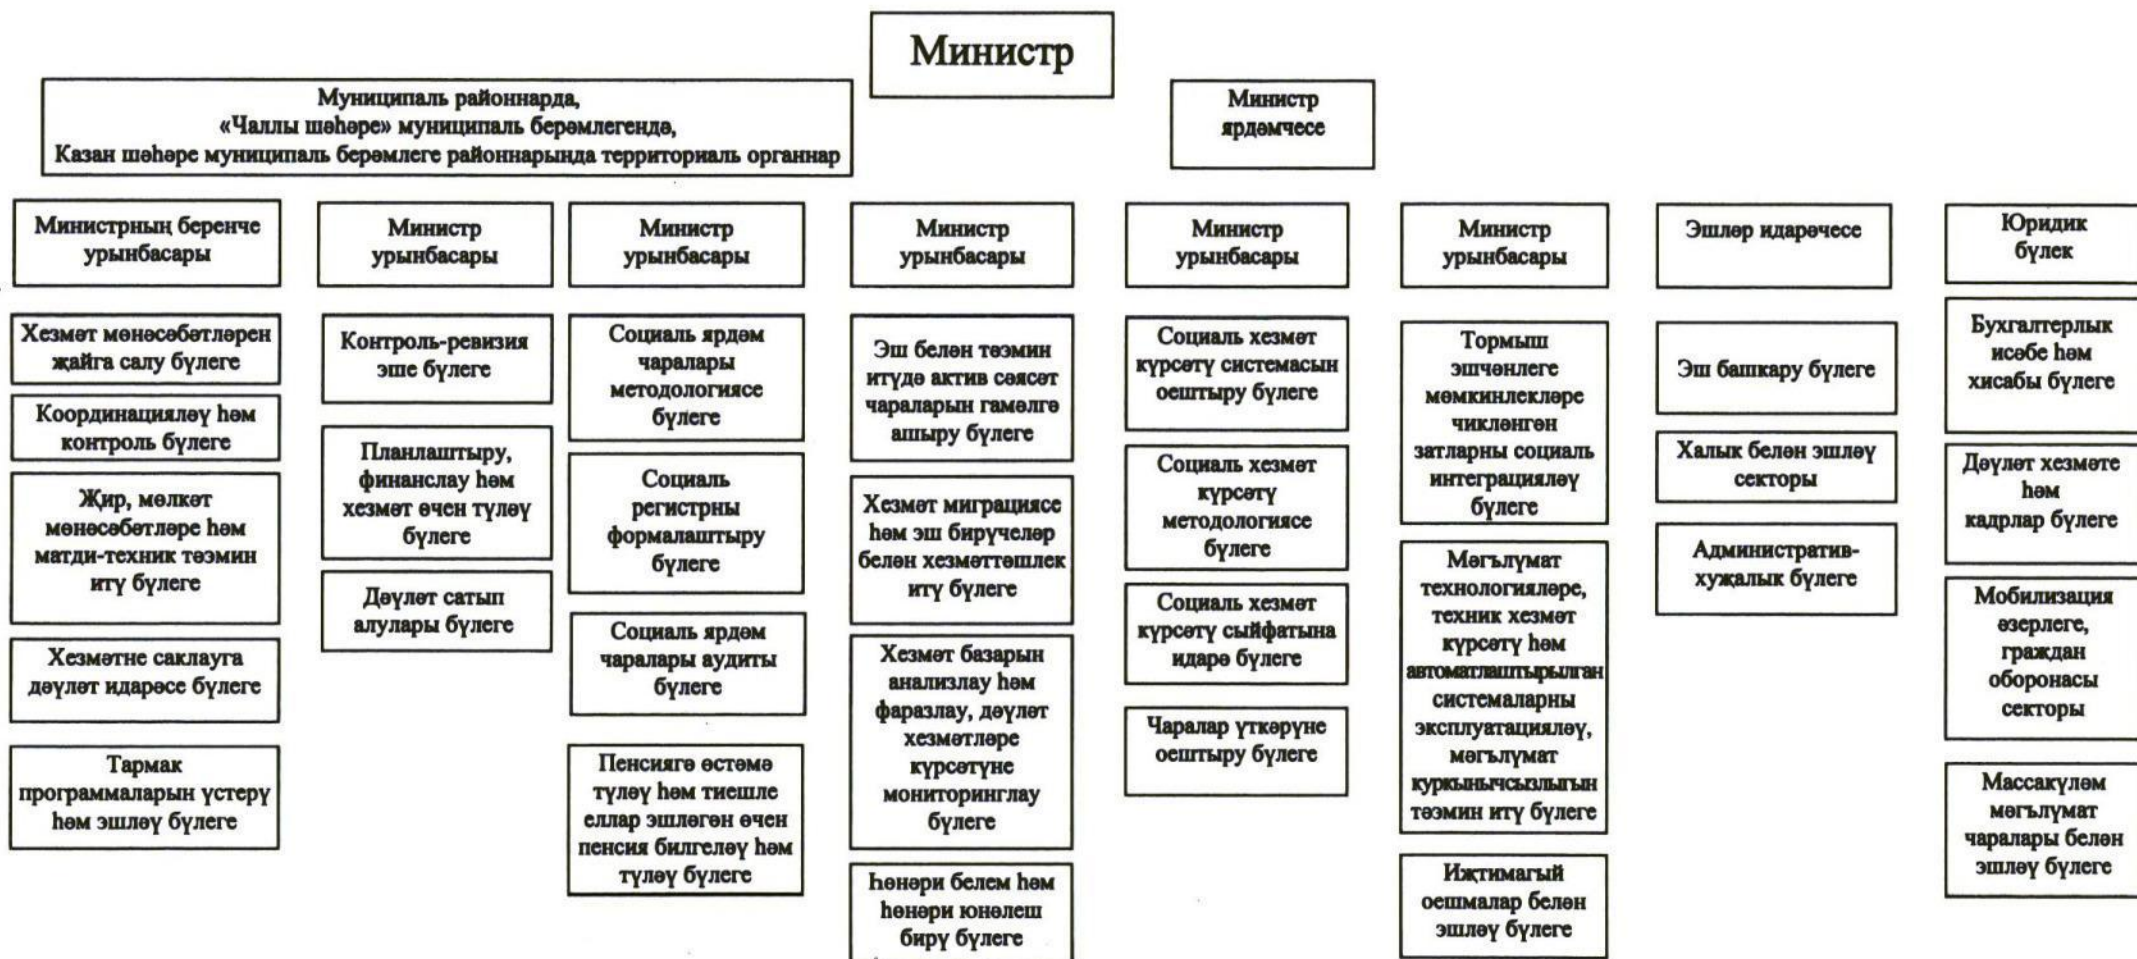 Министр
Муниципаль районнарда,
«Чаллы шәһәре» муниципаль берәмлегендә,
Казан шәһәре муниципаль берәмлеге районнарында территориаль органнар
Министр
ярдәмчесе
Министрның беренче
урынбасары
Хезмәт мөнәсәбәтләрен
җайга салу бүлеге
Координацияләү һәм
контроль бүлеге
Җир, мөлкәт
мөнәсәбәтләре һәм
матди-техник тәэмин
итү бүлеге
Хезмәтне саклауга
дәүләт идарәсе бүлеге
Тармак
программаларын үстерү
һәм эшләү бүлеге
Министр
урынбасары
Контроль-ревизия
эше бүлеге
Планлаштыру,
финанслау һәм
хезмәт өчен түләү
бүлеге
Дәүләт сатып
алулары бүлеге
Министр
урынбасары
Социаль ярдәм
чаралары
методологиясе
бүлеге
Социаль
регистрны
формалаштыру
бүлеге
Социаль ярдәм
чаралары аудиты
бүлеге
Пенсиягә өстәмә
түләү һәм тиешле
еллар эшләгән өчен
пенсия билгеләү һәм
түләү бүлеге
Министр
урынбасары
Эш белән тәэмин
итүдә актив сәясәт
чараларын гамәлгә
ашыру бүлеге
Хезмәт миграциясе
һәм эш бирүчеләр
белән хезмәттәшлек
итү бүлеге
Хезмәт базарын
анализлау һәм
фаразлау, дәүләт
хезмәтләре
күрсәтүне
мониторинглау
бүлеге
Һөнәри белем һәм
һөнәри юнәлеш
бирү бүлеге
Министр
урынбасары
Социаль хезмәт
күрсәтү системасын
оештыру бүлеге
Социаль хезмәт
күрсәтү
методологиясе
бүлеге
Социаль хезмәт
күрсәтү сыйфатына
идарә бүлеге
Чаралар үткәрүне
оештыру бүлеге
Министр
урынбасары
Тормыш
эшчәнлеге
мөмкинлекләре
чикләнгән
затларны социаль
интеграцияләү
бүлеге
Мәгълүмат
технологияләре,
техник хезмәт
күрсәтү һәм
автоматлаштырылган
системаларны
эксплуатацияләү,
мәгълүмат
куркынычсызлыгын
тәэмин итү бүлеге
Иҗтимагый
оешмалар белән
эшләү бүлеге
Эшләр идарәчесе
Эш башкару бүлеге
Халык белән эшләү
секторы
Административ-
хуҗалык бүлеге
Юридик
бүлек
Бухгалтерлык
исәбе һәм
хисабы бүлеге
Дәүләт хезмәте
һәм
кадрлар бүлеге
Мобилизация
әзерлеге,
граждан
оборонасы
секторы
Массакүләм
мәгълүмат
чаралары белән
эшләү бүлеге